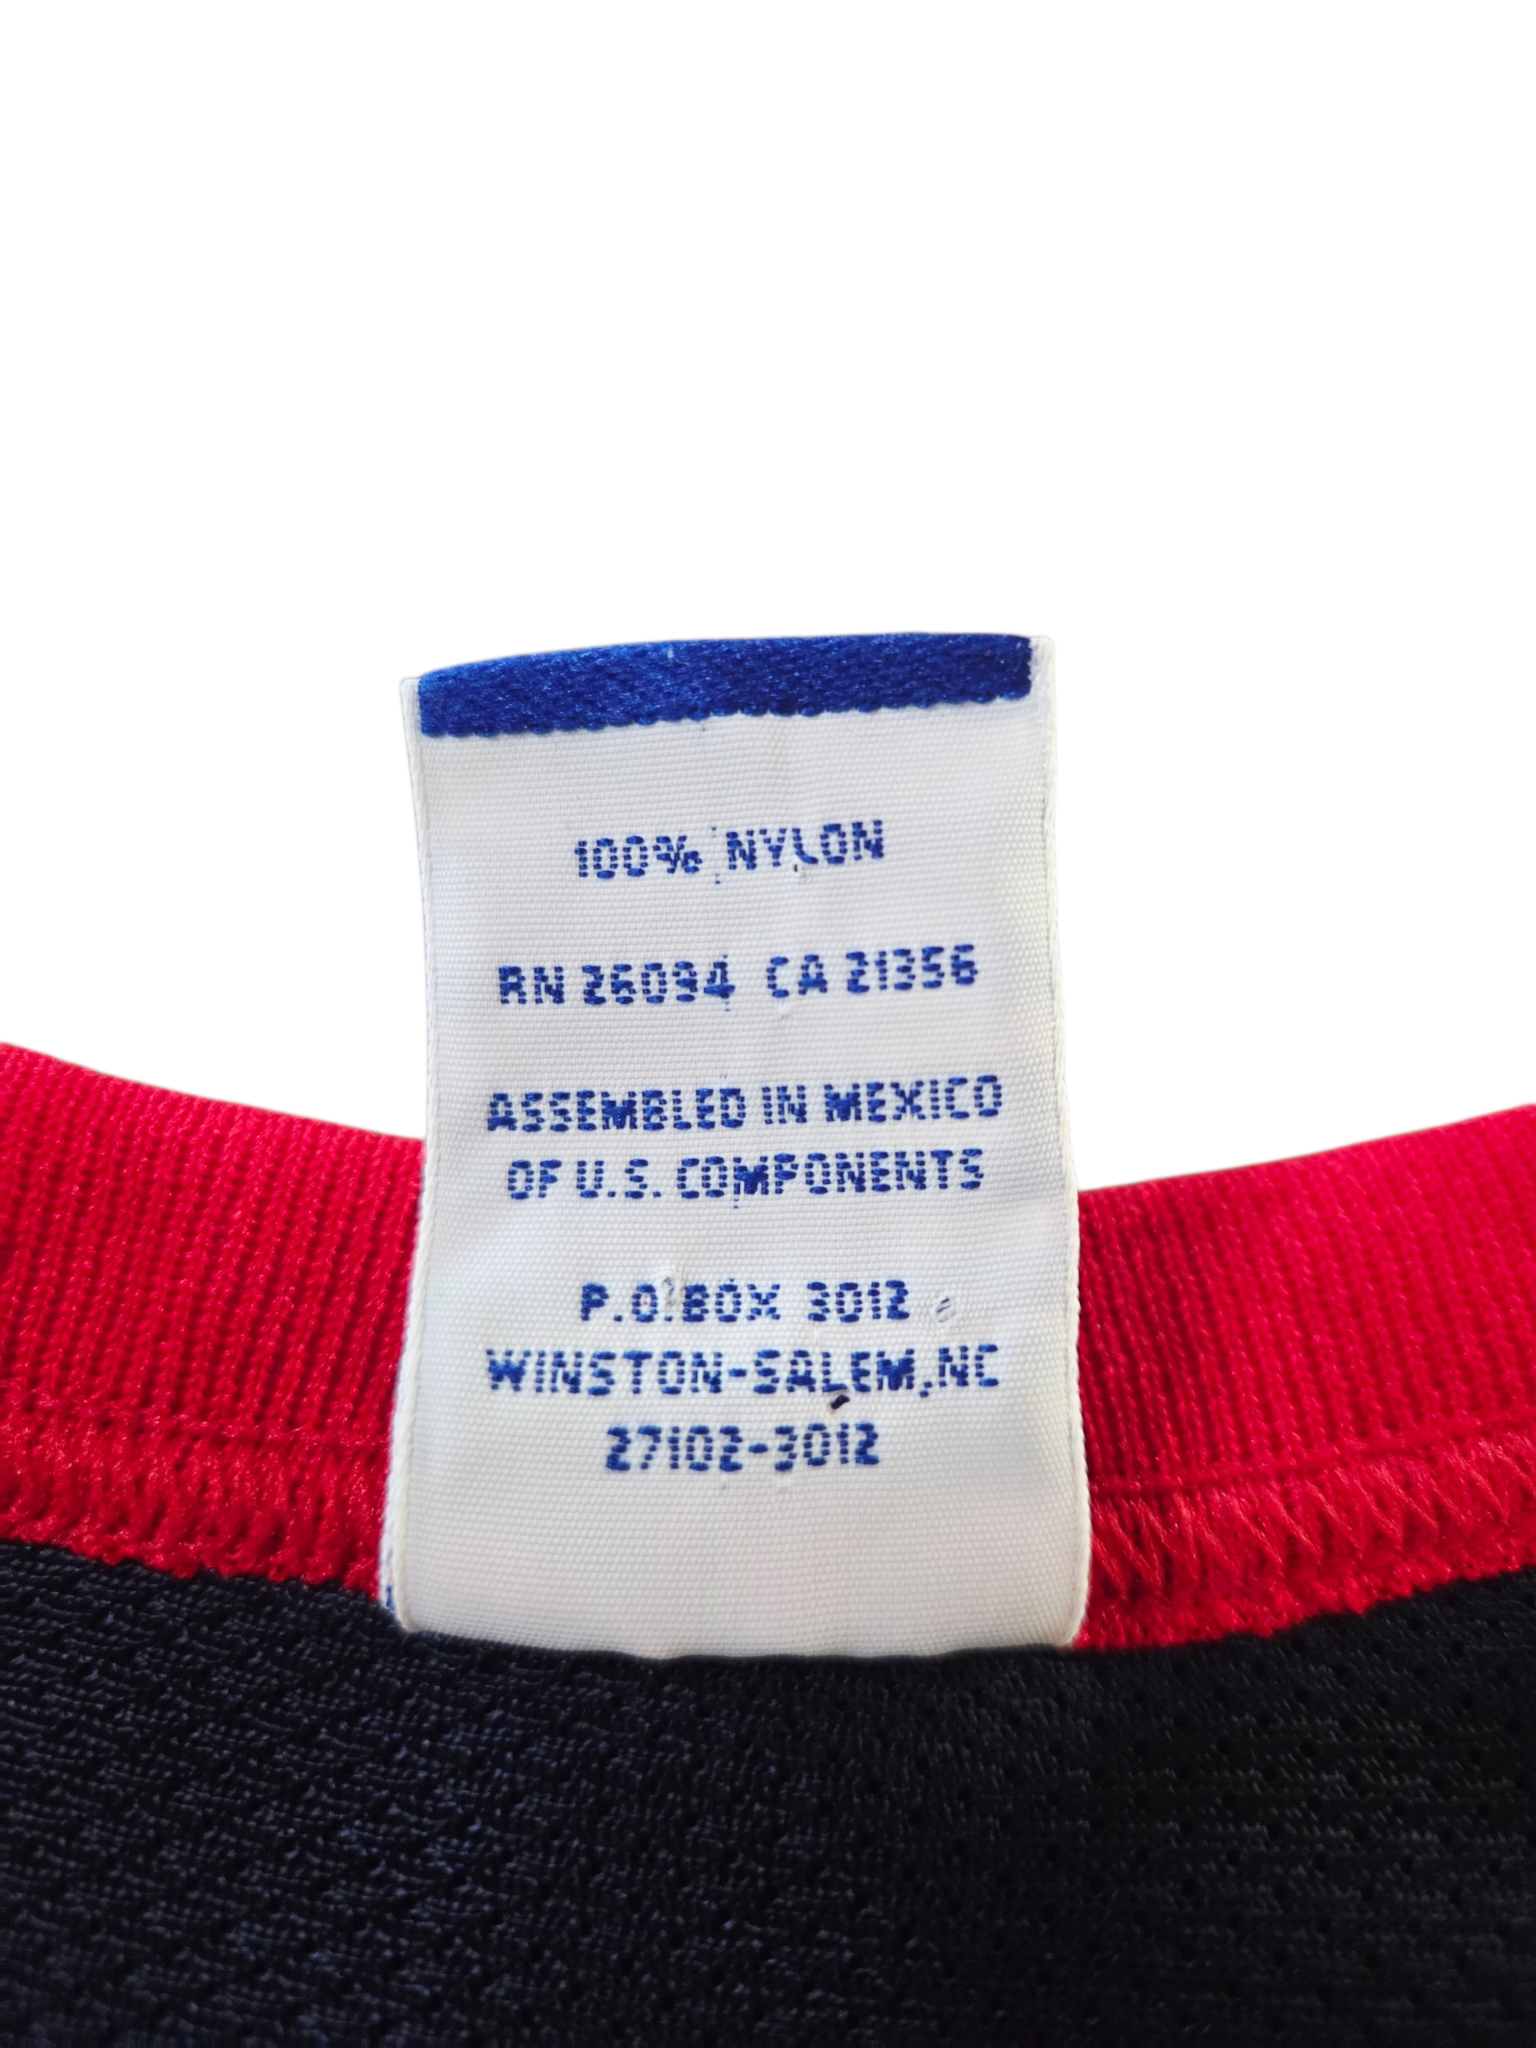 100% NYLON
RN 26094 CA 21356
ASSEMBLED IN MEXICO
OF U.S. COMPONENTS
P.O. BOX 3012
WINSTON-SALEM, NC
27102-3012